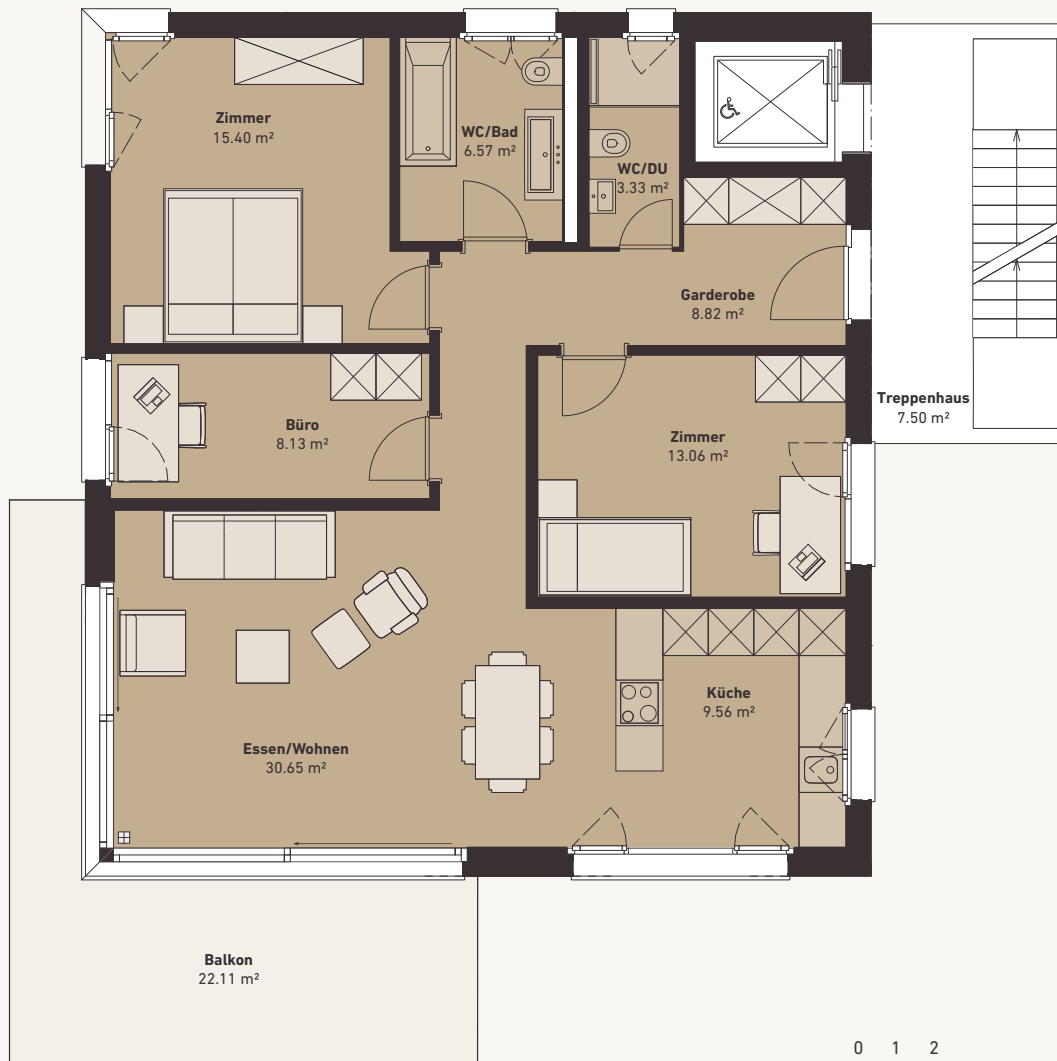 Zimmer
15.40 m²
WC/Bad
6.57 m²
WC/DU
3.33 m²
Garderobe
8.82 m²
Treppenhaus
7.50 m²
Büro
8.13 m²
Zimmer
13.06 m²
Küche
9.56 m²
Essen/Wohnen
30.65 m²
Balkon
22.11 m²
0 1 2